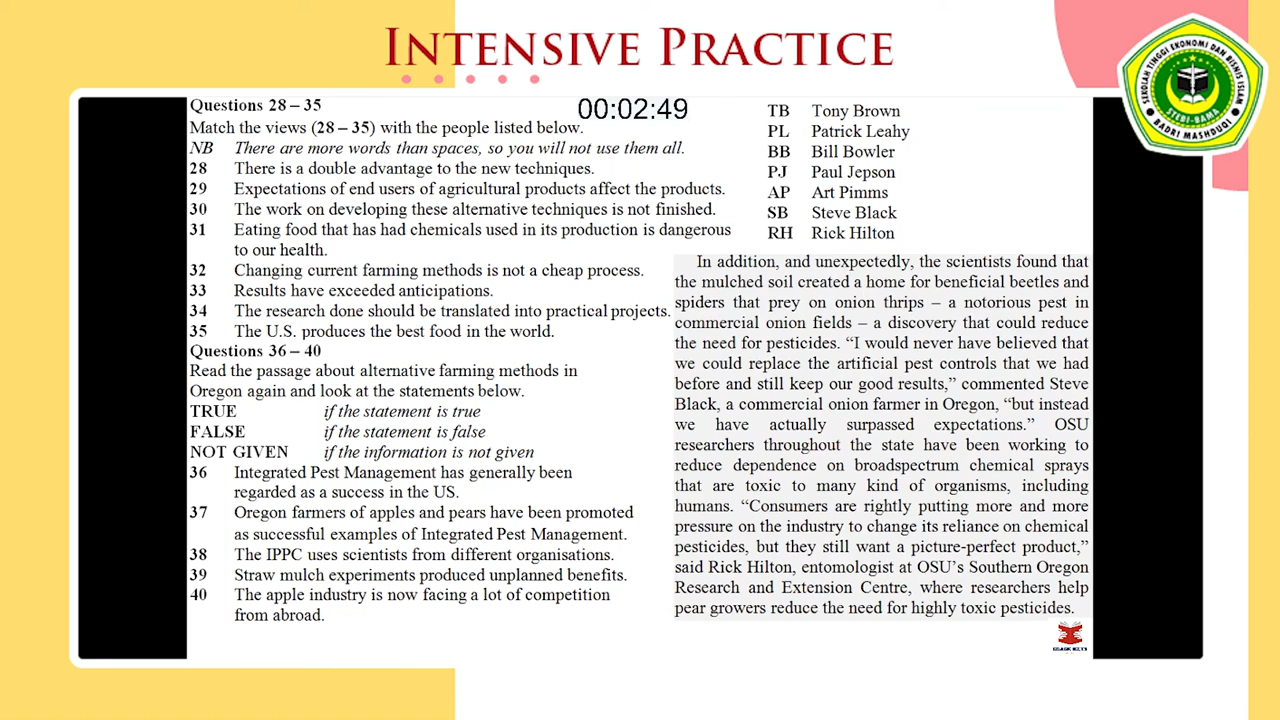 INTENSIVE PRACTICE
SEKOLAH TINGGI EKONOMI DAN BISNIS ISLAM
STEBI-BAMA
BADRI MASHDUQI
00:02:49
Questions 28 – 35
Match the views (28 – 35) with the people listed below.
NB There are more words than spaces, so you will not use them all.
28 There is a double advantage to the new techniques.
29 Expectations of end users of agricultural products affect the products.
30 The work on developing these alternative techniques is not finished.
31 Eating food that has had chemicals used in its production is dangerous
to our health.
32 Changing current farming methods is not a cheap process.
33 Results have exceeded anticipations.
34 The research done should be translated into practical projects.
35 The U.S. produces the best food in the world.
Questions 36 – 40
Read the passage about alternative farming methods in
Oregon again and look at the statements below.
TRUE if the statement is true
FALSE if the statement is false
NOT GIVEN if the information is not given
36 Integrated Pest Management has generally been
regarded as a success in the US.
37 Oregon farmers of apples and pears have been promoted
as successful examples of Integrated Pest Management.
38 The IPPC uses scientists from different organisations.
39 Straw mulch experiments produced unplanned benefits.
40 The apple industry is now facing a lot of competition
from abroad.
TB Tony Brown
PL Patrick Leahy
BB Bill Bowler
PJ Paul Jepson
AP Art Pimms
SB Steve Black
RH Rick Hilton
In addition, and unexpectedly, the scientists found that
the mulched soil created a home for beneficial beetles and
spiders that prey on onion thrips – a notorious pest in
commercial onion fields – a discovery that could reduce
the need for pesticides. “I would never have believed that
we could replace the artificial pest controls that we had
before and still keep our good results,” commented Steve
Black, a commercial onion farmer in Oregon, “but instead
we have actually surpassed expectations.” OSU
researchers throughout the state have been working to
reduce dependence on broadspectrum chemical sprays
that are toxic to many kind of organisms, including
humans. “Consumers are rightly putting more and more
pressure on the industry to change its reliance on chemical
pesticides, but they still want a picture-perfect product,”
said Rick Hilton, entomologist at OSU’s Southern Oregon
Research and Extension Centre, where researchers help
pear growers reduce the need for highly toxic pesticides.